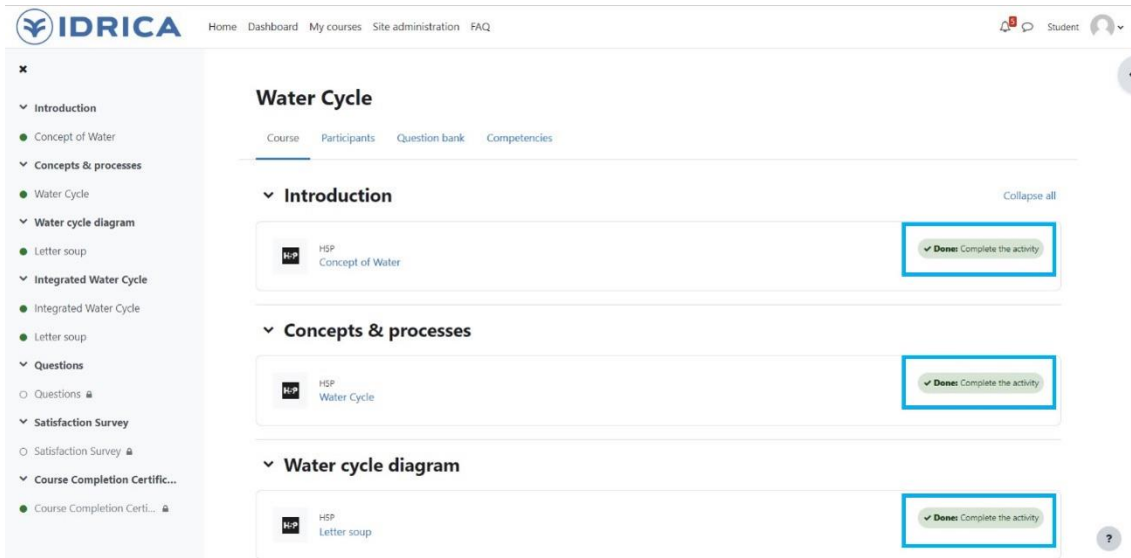 IDRICA
Home Dashboard My courses Site administration FAQ
5
Student
Introduction
Concept of Water
Concepts & processes
Water Cycle
Water cycle diagram
Letter soup
Integrated Water Cycle
Integrated Water Cycle
Letter soup
Questions
Questions
Satisfaction Survey
Satisfaction Survey
Course Completion Certific...
Course Completion Certi...
Water Cycle
Course Participants Question bank Competencies
Introduction
Collapse all
H5P
H5P
Concept of Water
Done: Complete the activity
Concepts & processes
H5P
H5P
Water Cycle
Done: Complete the activity
Water cycle diagram
H5P
H5P
Letter soup
Done: Complete the activity
?